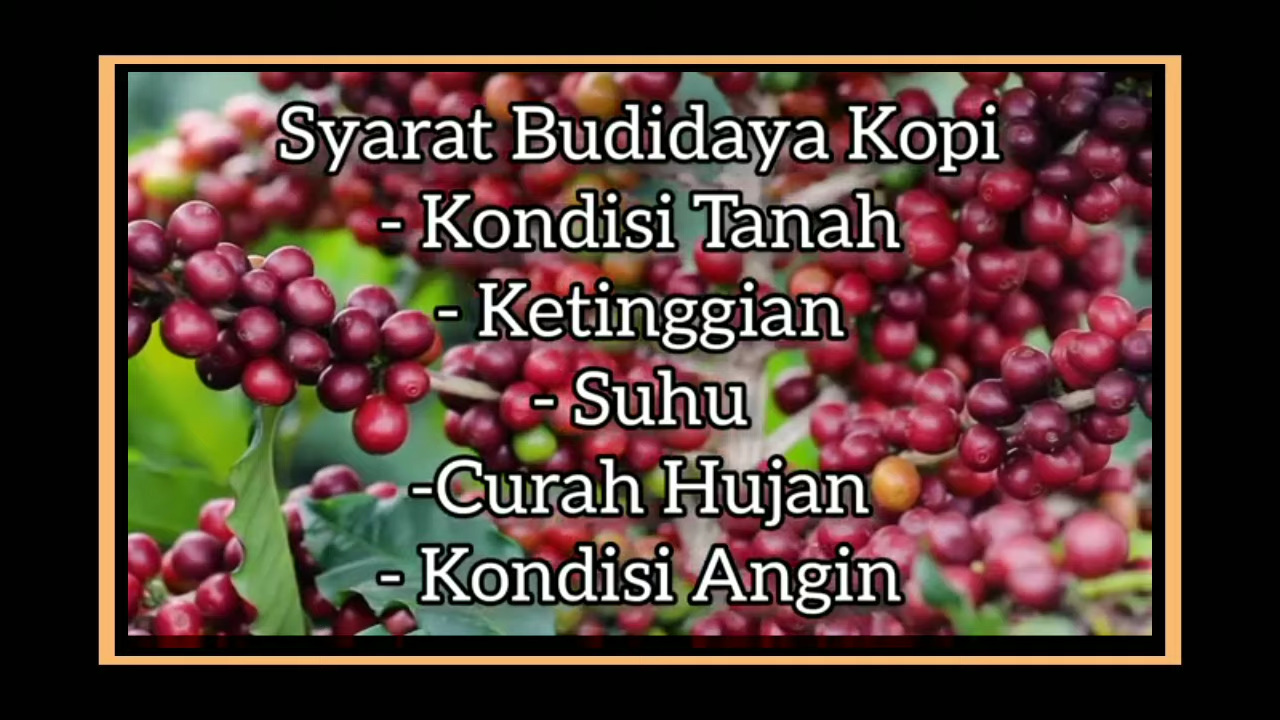 Syarat Budidaya Kopi
- Kondisi Tanah
- Ketinggian
- Suhu
-Curah Hujan
- Kondisi Angin